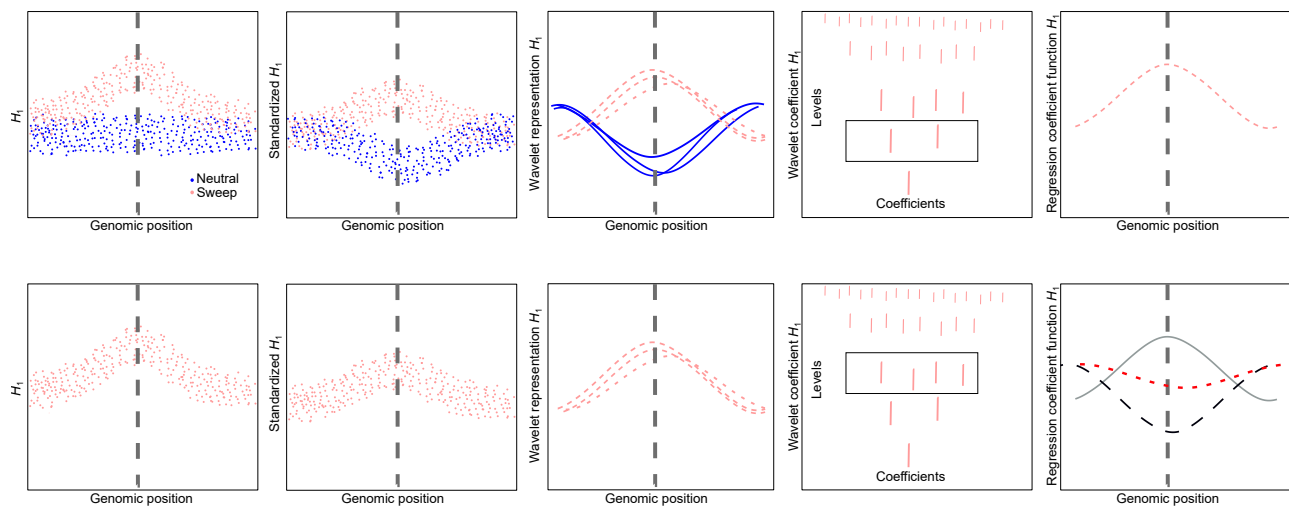 H1
Neutral
Sweep
Genomic position
Standardized H1
Genomic position
Wavelet representation H1
Genomic position
Wavelet coefficient H1
Levels
Coefficients
Regression coefficient function H1
Genomic position
H1
Genomic position
Standardized H1
Genomic position
Wavelet representation H1
Genomic position
Wavelet coefficient H1
Levels
Coefficients
Regression coefficient function H1
Genomic position